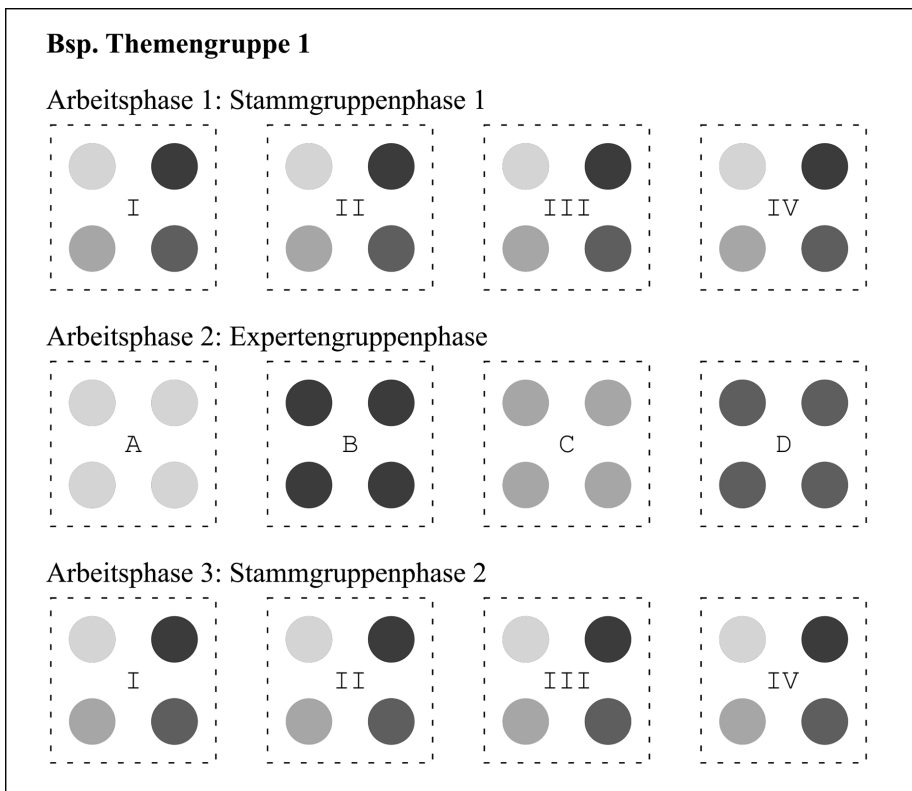 Bsp. Themengruppe 1
Arbeitsphase 1: Stammgruppenphase 1
I II III IV
Arbeitsphase 2: Expertengruppenphase
A B C D
Arbeitsphase 3: Stammgruppenphase 2
I II III IV